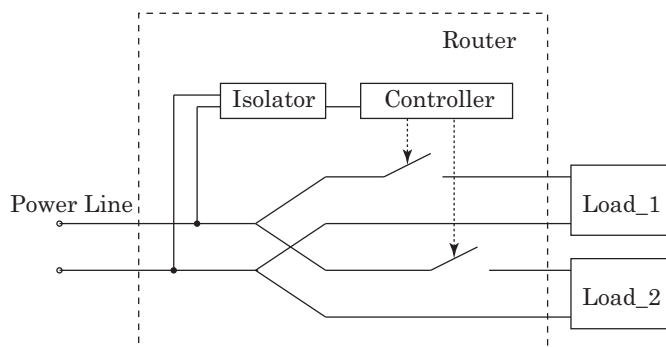 Router
Isolator
Controller
Power Line
Load_1
Load_2